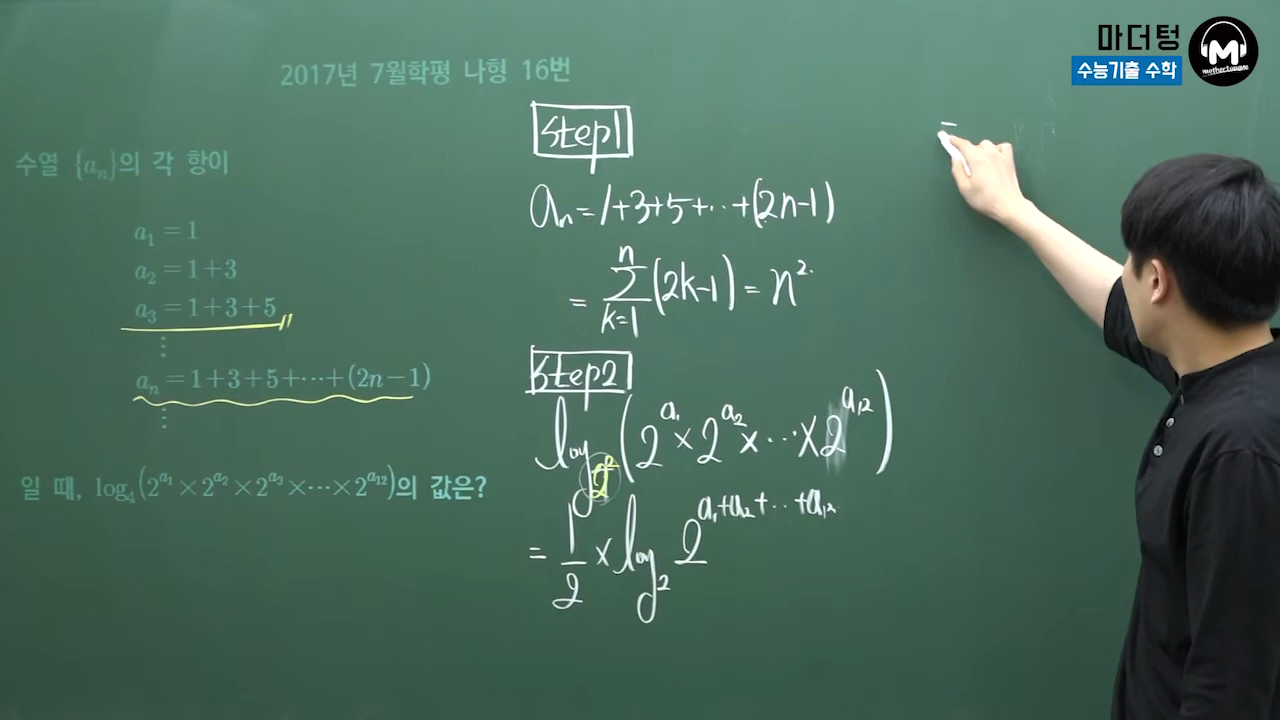 마더텅
수능기출 수학
M
mothertongue
2017년 7월학평 나형 16번
수열 {aₙ}의 각 항이
a₁ = 1
a₂ = 1+3
a₃ = 1+3+5
⋮
aₙ = 1+3+5+⋯+(2n−1)
⋮
일 때, log₄(2^{a₁}×2^{a₂}×2^{a₃}×⋯×2^{a₁₂})의 값은?
Step1
aₙ = 1+3+5+⋯+(2n-1)
= ∑_{k=1}^{n}(2k-1) = n²
Step2
log_{2²}(2^{a₁}×2^{a₂}×⋯×2^{a₁₂})
= 1/2 × log₂ 2^{a₁+a₂+⋯+a₁₂}